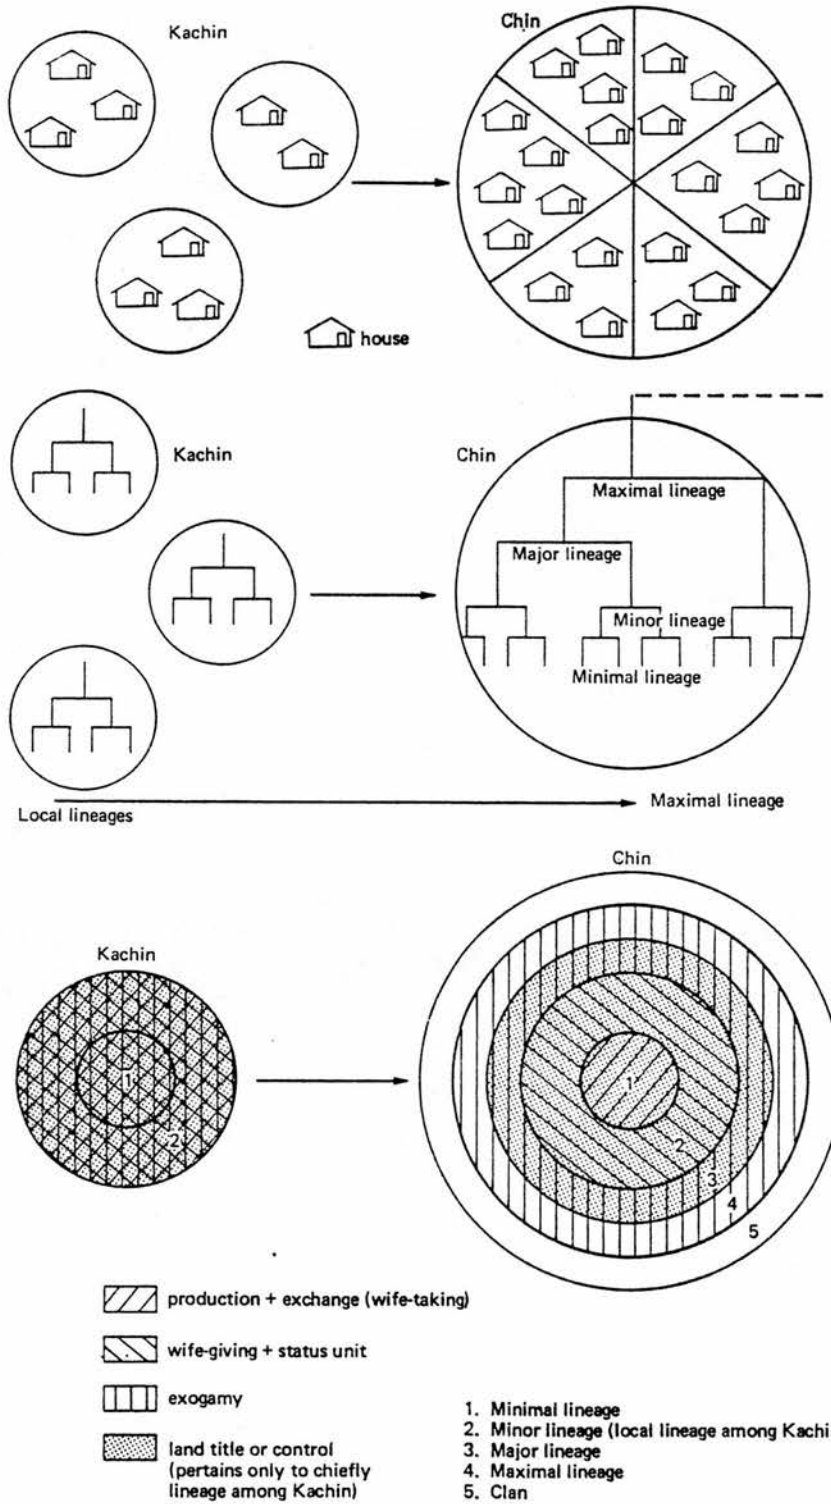 Kachin
Chin
house
Kachin
Chin
Maximal lineage
Major lineage
Minor lineage
Minimal lineage
Local lineages
Maximal lineage
Chin
Kachin
1
2
1
2
3
4
5
production + exchange (wife-taking)
wife-giving + status unit
exogamy
land title or control
(pertains only to chiefly
lineage among Kachin)
1. Minimal lineage
2. Minor lineage (local lineage among Kachi
3. Major lineage
4. Maximal lineage
5. Clan